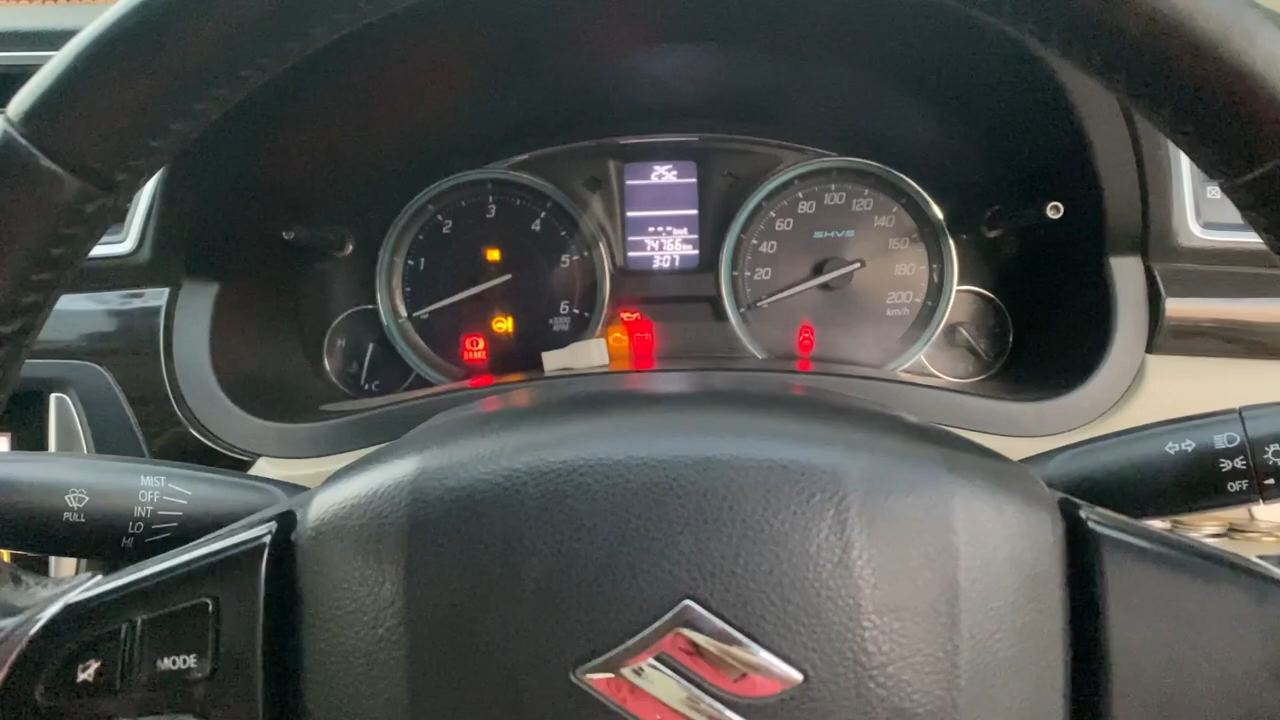 25c
--.-km/L
74766km
3:07
1
2
3
4
5
6
x1000
RPM
BRAKE
H
C
20
40
60
80
100
120
140
160
180
200
km/h
SHVS
MIST
OFF
INT
LO
HI
PULL
OFF
MODE